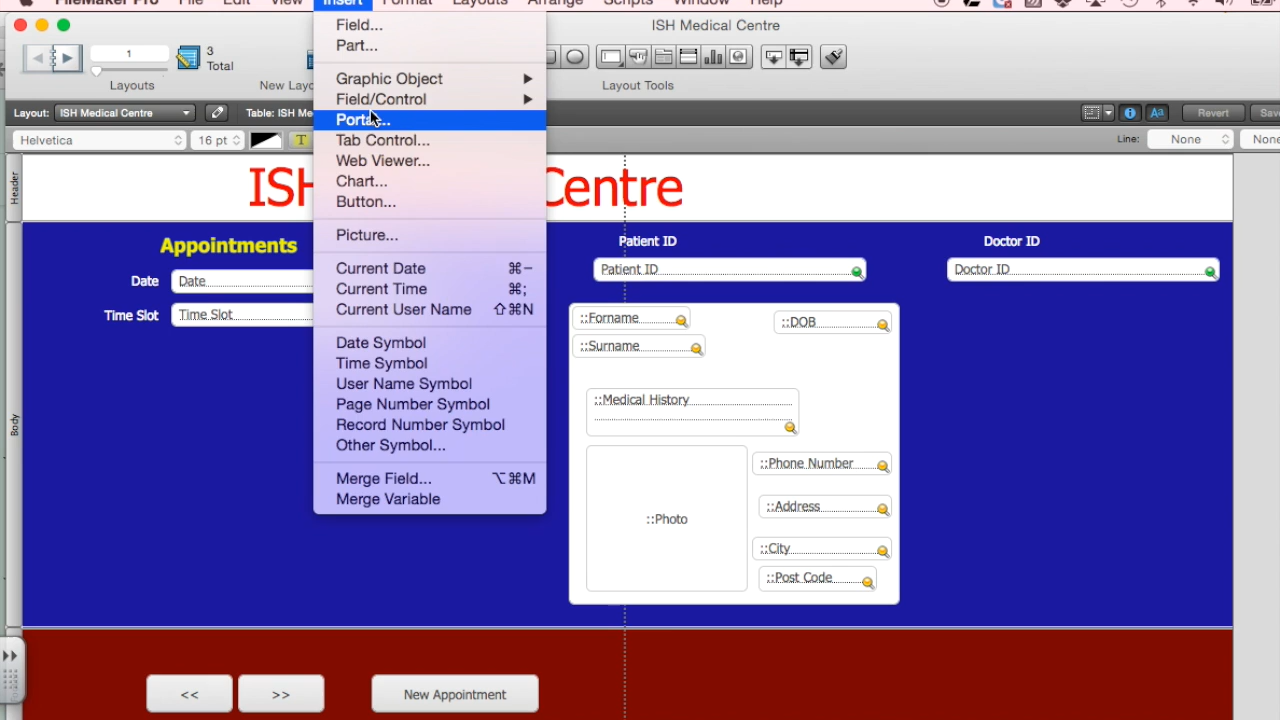 FileMaker Pro File Edit View Insert Format Layouts Arrange Scripts Window Help
ISH Medical Centre
1
3
Total
Layouts
New Layo
Layout Tools
Layout: ISH Medical Centre
Table: ISH Me
Aa
Revert
Sav
Helvetica
16 pt
T
Line:
None
None
Field...
Part...
Graphic Object
Field/Control
Porta...
Tab Control...
Web Viewer...
Chart...
Button...
Picture...
Current Date ⌘−
Current Time ⌘;
Current User Name ⇧⌘N
Date Symbol
Time Symbol
User Name Symbol
Page Number Symbol
Record Number Symbol
Other Symbol...
Merge Field... ⌥⌘M
Merge Variable
Header
ISH Centre
Body
Appointments
Date
Date
Time Slot
Time Slot
Patient ID
Patient ID
Doctor ID
Doctor ID
::Forname
::DOB
::Surname
::Medical History
::Photo
::Phone Number
::Address
::City
::Post Code
<<
>>
New Appointment